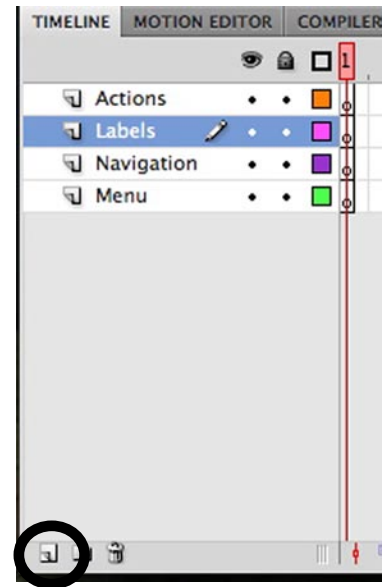 TIMELINE MOTION EDITOR COMPILER
1
Actions
Labels
Navigation
Menu